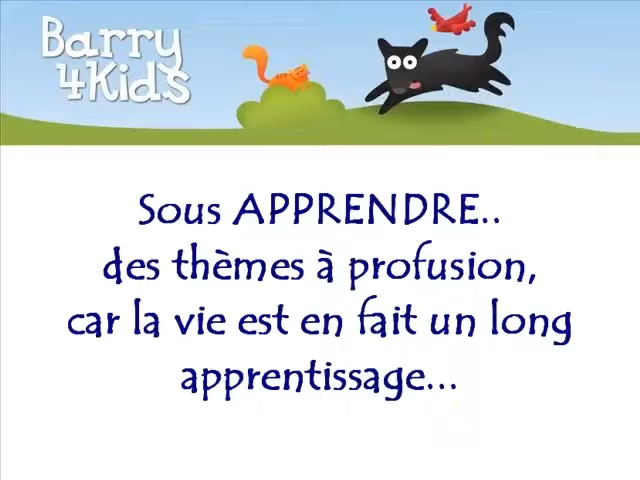 Barry
4Kids
Sous APPRENDRE..
des thèmes à profusion,
car la vie est en fait un long
apprentissage...